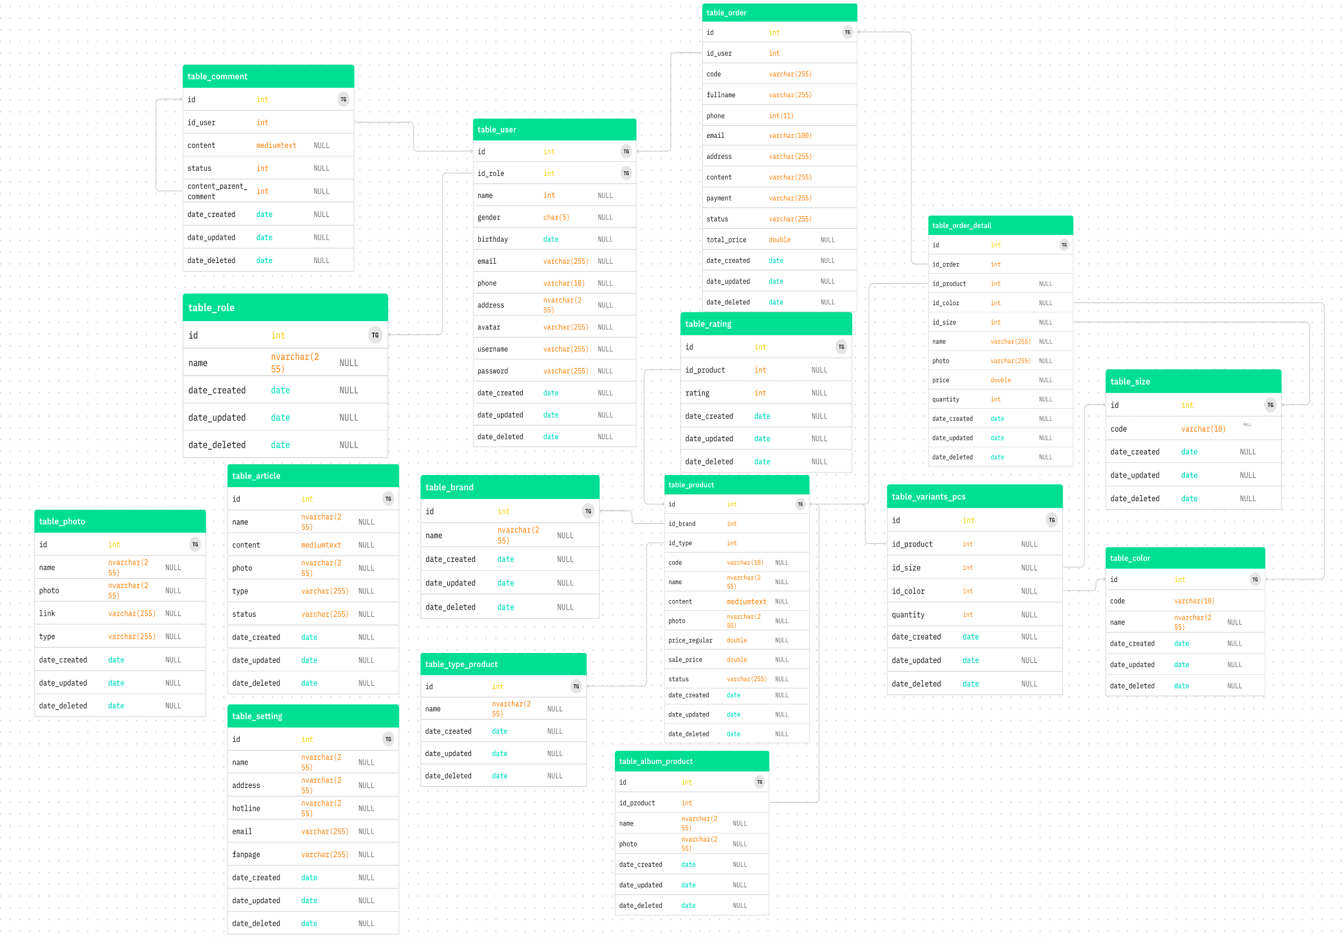 table_order
id int TG
id_user int
code varchar(255)
fullname varchar(255)
phone int(11)
email varchar(100)
address varchar(255)
content varchar(255)
payment varchar(255)
status varchar(255)
total_price double NULL
date_created date NULL
date_updated date NULL
date_deleted date NULL
table_comment
id int TG
id_user int
content mediumtext NULL
status int NULL
content_parent_
comment int NULL
date_created date NULL
date_updated date NULL
date_deleted date NULL
table_user
id int TG
id_role int TG
name int NULL
gender char(5) NULL
birthday date NULL
email varchar(255) NULL
phone varchar(10) NULL
address nvarchar(2
55) NULL
avatar varchar(255) NULL
username varchar(255) NULL
password varchar(255) NULL
date_created date NULL
date_updated date NULL
date_deleted date NULL
table_order_detail
id int TG
id_order int
id_product int NULL
id_color int NULL
id_size int NULL
name varchar(255) NULL
photo varchar(255) NULL
price double NULL
quantity int NULL
date_created date NULL
date_updated date NULL
date_deleted date NULL
table_role
id int TG
name nvarchar(2
55) NULL
date_created date NULL
date_updated date NULL
date_deleted date NULL
table_rating
id int TG
id_product int NULL
rating int NULL
date_created date NULL
date_updated date NULL
date_deleted date NULL
table_size
id int TG
code varchar(10) NULL
date_created date NULL
date_updated date NULL
date_deleted date NULL
table_article
id int TG
name nvarchar(2
55) NULL
content mediumtext NULL
photo nvarchar(2
55) NULL
type varchar(255) NULL
status varchar(255) NULL
date_created date NULL
date_updated date NULL
date_deleted date NULL
table_brand
id int TG
name nvarchar(2
55) NULL
date_created date NULL
date_updated date NULL
date_deleted date NULL
table_product
id int TG
id_brand int
id_type int
code varchar(10) NULL
name nvarchar(2
55) NULL
content mediumtext NULL
photo nvarchar(2
55) NULL
price_regular double NULL
sale_price double NULL
status varchar(255) NULL
date_created date NULL
date_updated date NULL
date_deleted date NULL
table_variants_pcs
id int TG
id_product int NULL
id_size int NULL
id_color int NULL
quantity int NULL
date_created date NULL
date_updated date NULL
date_deleted date NULL
table_photo
id int TG
name nvarchar(2
55) NULL
photo nvarchar(2
55) NULL
link varchar(255) NULL
type varchar(255) NULL
date_created date NULL
date_updated date NULL
date_deleted date NULL
table_color
id int TG
code varchar(10)
name nvarchar(2
55) NULL
date_created date NULL
date_updated date NULL
date_deleted date NULL
table_type_product
id int TG
name nvarchar(2
55) NULL
date_created date NULL
date_updated date NULL
date_deleted date NULL
table_setting
id int TG
name nvarchar(2
55) NULL
address nvarchar(2
55) NULL
hotline nvarchar(2
55) NULL
email varchar(255) NULL
fanpage varchar(255) NULL
date_created date NULL
date_updated date NULL
date_deleted date NULL
table_album_product
id int TG
id_product int
name nvarchar(2
55) NULL
photo nvarchar(2
55) NULL
date_created date NULL
date_updated date NULL
date_deleted date NULL